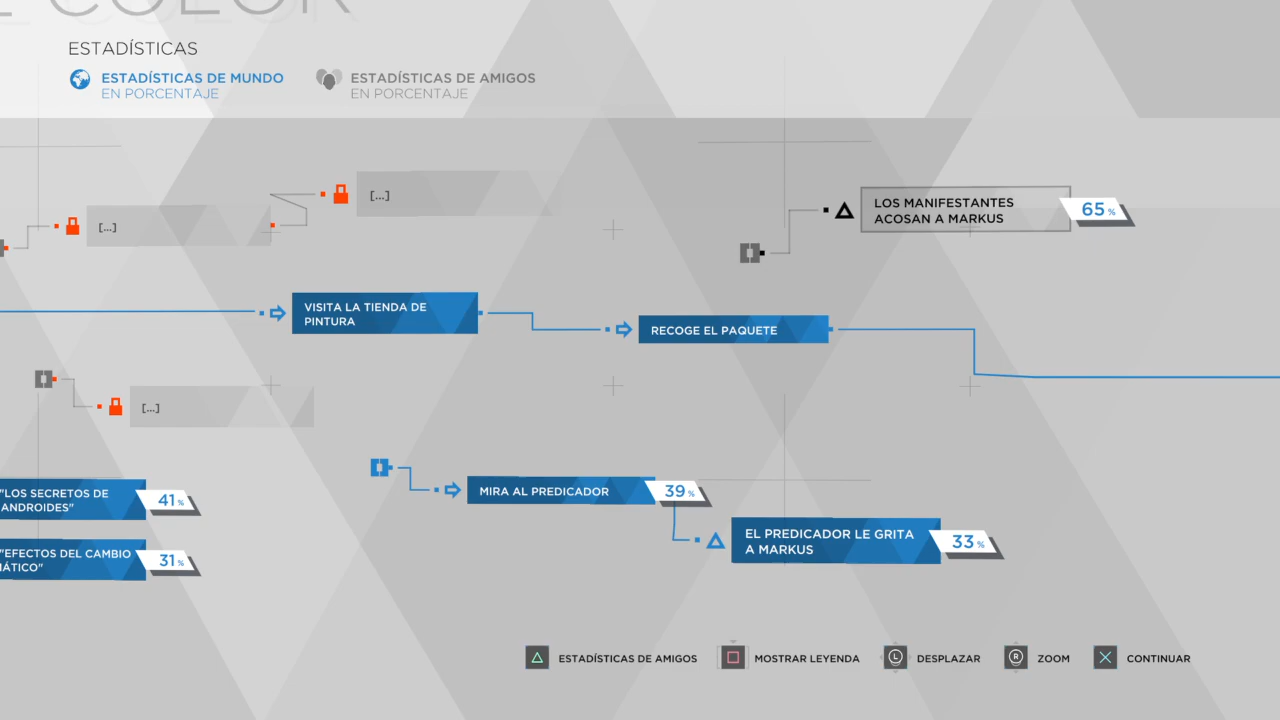 E COLOR
ESTADÍSTICAS
ESTADÍSTICAS DE MUNDO
EN PORCENTAJE
ESTADÍSTICAS DE AMIGOS
EN PORCENTAJE
[...]
[...]
LOS MANIFESTANTES
ACOSAN A MARKUS
65 %
VISITA LA TIENDA DE
PINTURA
RECOGE EL PAQUETE
[...]
"LOS SECRETOS DE
ANDROIDES"
41 %
MIRA AL PREDICADOR
39 %
EL PREDICADOR LE GRITA
A MARKUS
33 %
"EFECTOS DEL CAMBIO
ÁTICO"
31 %
ESTADÍSTICAS DE AMIGOS
MOSTRAR LEYENDA
L
DESPLAZAR
R
ZOOM
CONTINUAR